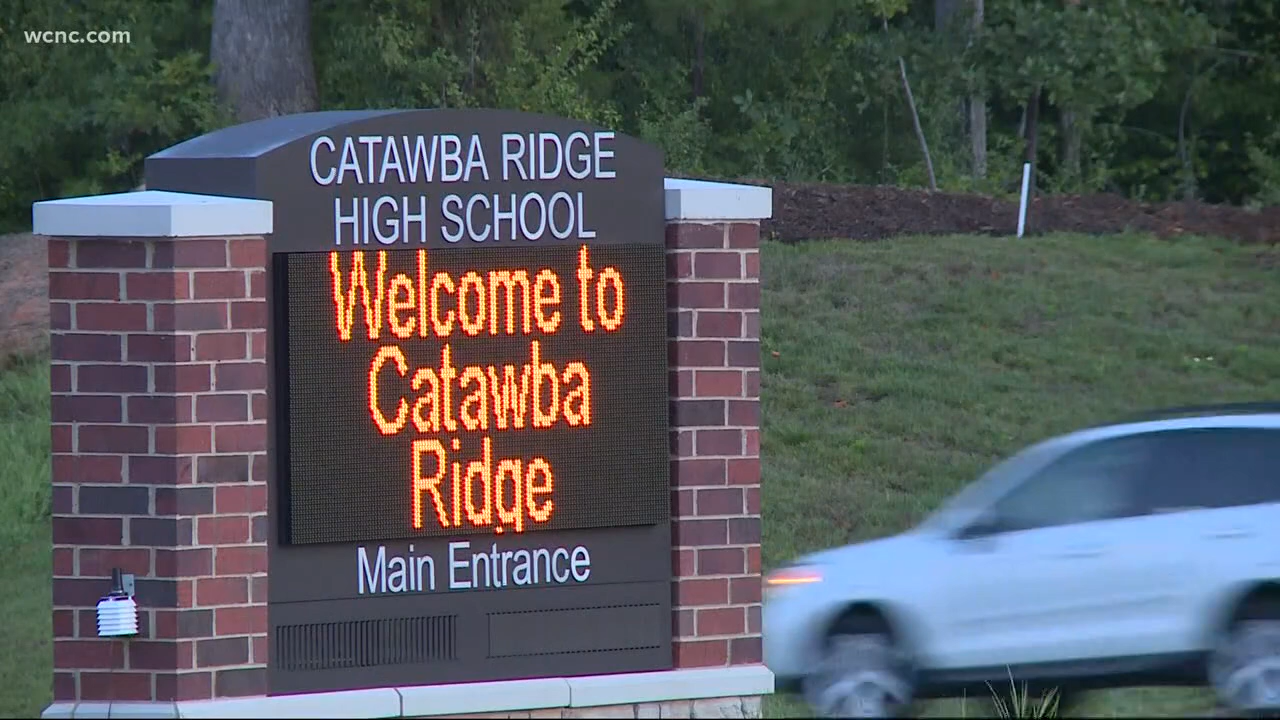 wcnc.com
CATAWBA RIDGE
HIGH SCHOOL
Welcome to
Catawba
Ridge
Main Entrance